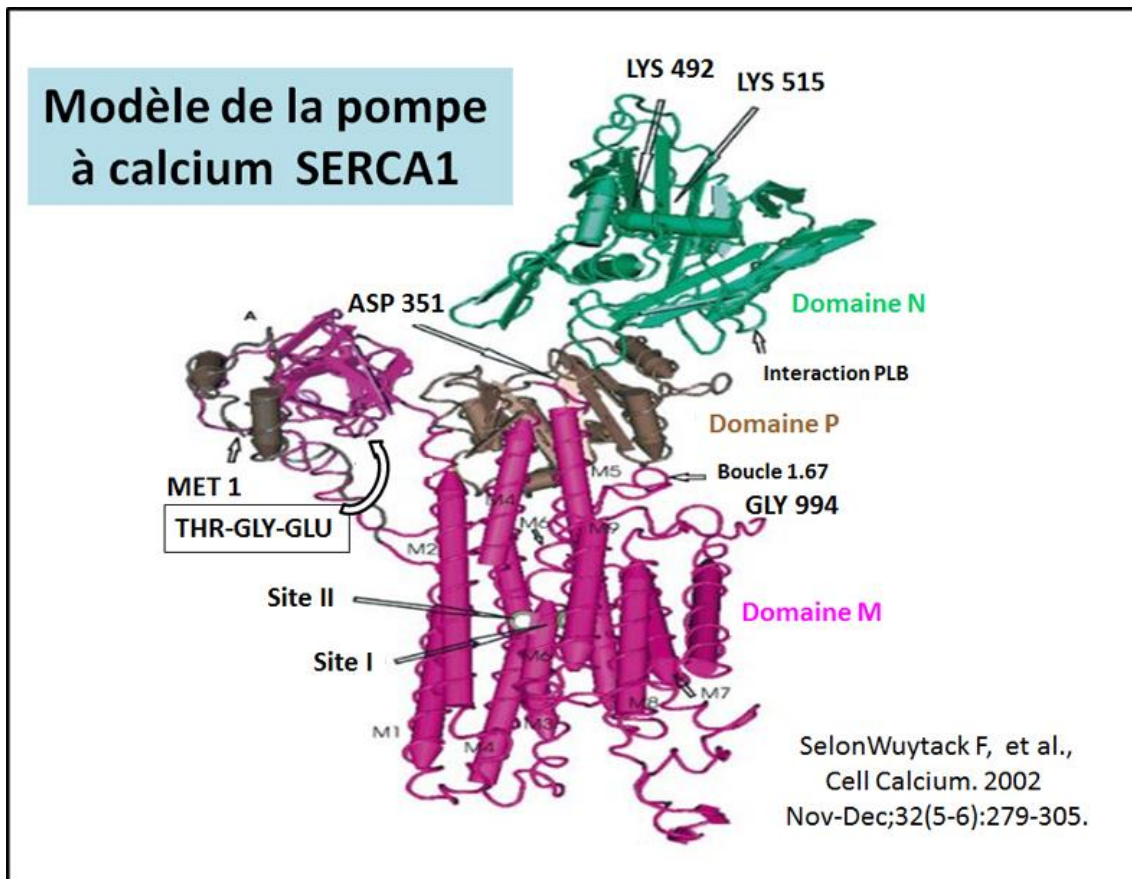 Modèle de la pompe
à calcium SERCA1
LYS 492
LYS 515
ASP 351
Domaine N
A
Interaction PLB
Domaine P
MET 1
THR-GLY-GLU
Boucle 1.67
GLY 994
M5
M4
M6
M9
M2
Site II
Site I
Domaine M
M6
M7
M8
M1
M3
M4
SelonWuytack F, et al.,
Cell Calcium. 2002
Nov-Dec;32(5-6):279-305.